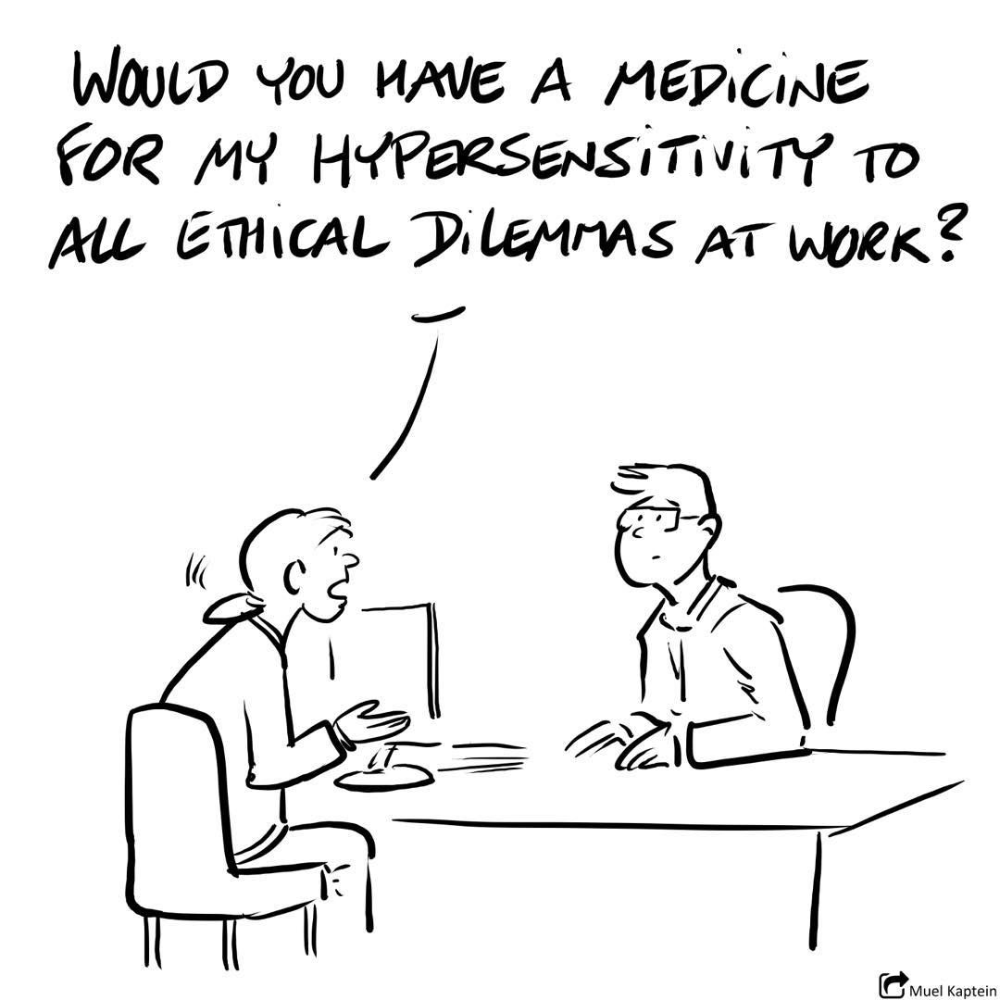 WOULD YOU HAVE A MEDICINE
FOR MY HYPERSENSITIVITY TO
ALL ETHICAL DILEMMAS AT WORK?
Muel Kaptein